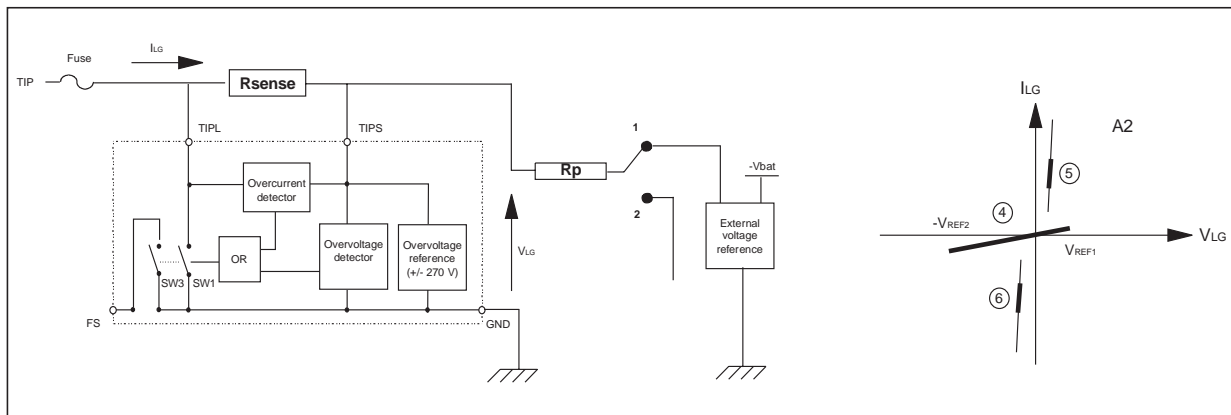 Fuse
ILG
TIP
Rsense
TIPL
TIPS
Overcurrent
detector
OR
Overvoltage
detector
Overvoltage
reference
(+/- 270 V)
SW3
SW1
FS
GND
VLG
Rp
1
2
-Vbat
External
voltage
reference
ILG
A2
5
4
-VREF2
VREF1
VLG
6